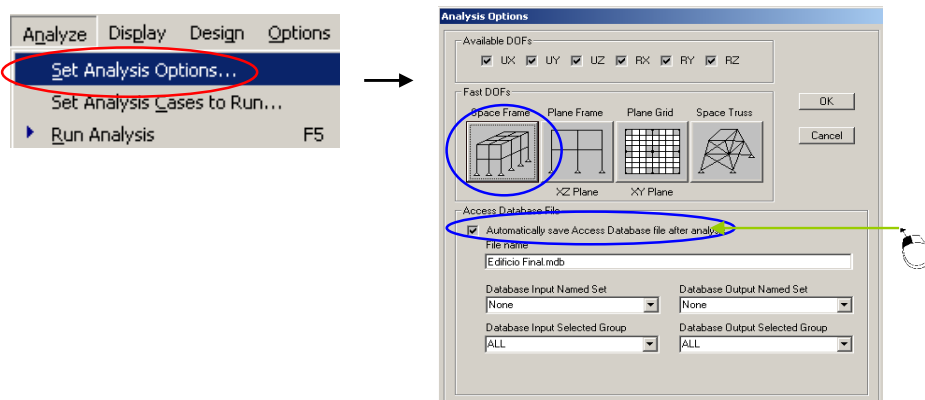 Analyze Display Design Options
Set Analysis Options...
Set Analysis Cases to Run...
Run Analysis F5
Analysis Options
Available DOFs
UX UY UZ RX RY RZ
Fast DOFs
Space Frame Plane Frame Plane Grid Space Truss
XZ Plane XY Plane
OK
Cancel
Access Database File
Automatically save Access Database file after
File name
Edificio Final.mdb
Database Input Named Set Database Output Named Set
None None
Database Input Selected Group Database Output Selected Group
ALL ALL